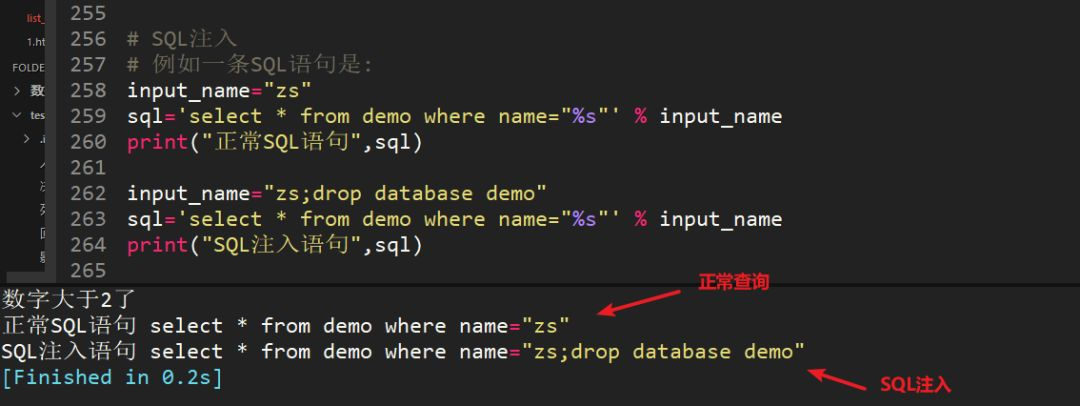 list_
1.ht
FOLDE
数
tes
255
256 # SQL注入
257 # 例如一条SQL语句是:
258 input_name="zs"
259 sql='select * from demo where name="%s"' % input_name
260 print("正常SQL语句",sql)
261
262 input_name="zs;drop database demo"
263 sql='select * from demo where name="%s"' % input_name
264 print("SQL注入语句",sql)
265
数字大于2了
正常查询
正常SQL语句 select * from demo where name="zs"
SQL注入语句 select * from demo where name="zs;drop database demo"
[Finished in 0.2s]
SQL注入